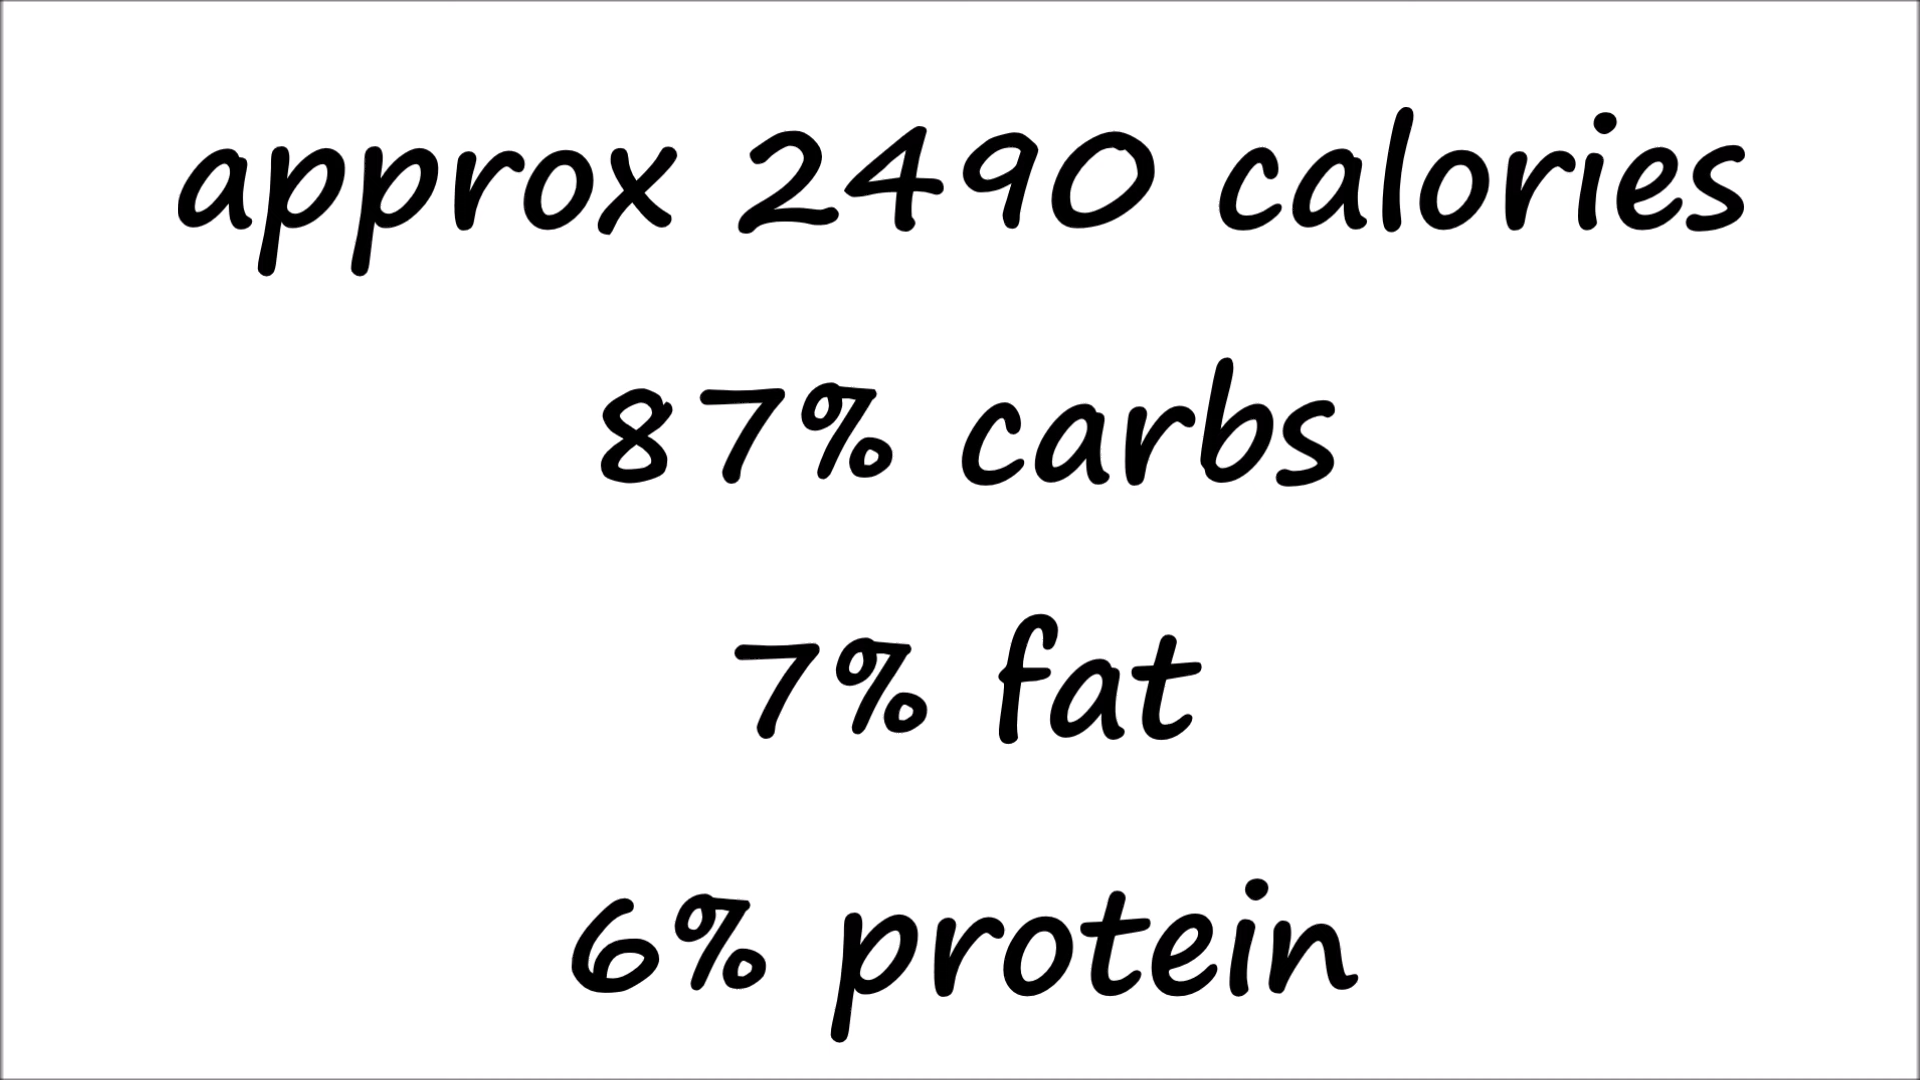 approx 2490 calories
87% carbs
7% fat
6% protein